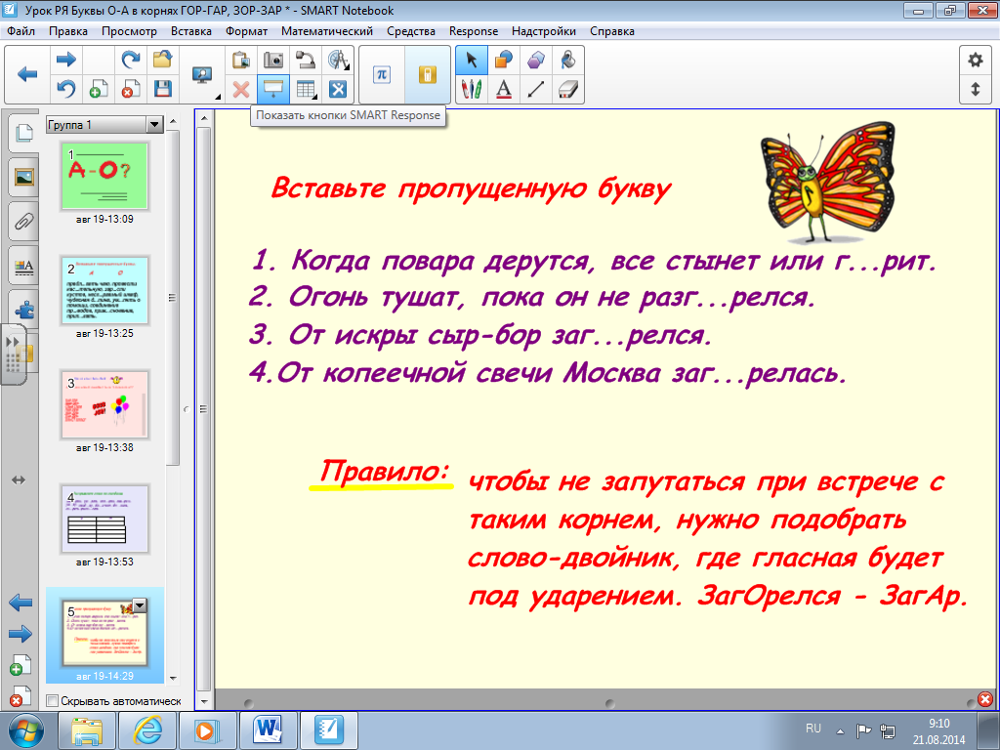 Урок РЯ Буквы О-А в корнях ГОР-ГАР, ЗОР-ЗАР * - SMART Notebook
Файл Правка Просмотр Вставка Формат Математический Средства Response Надстройки Справка
Показать кнопки SMART Response
Группа 1
1
А-О?
авг 19-13:09
2
А О
авг 19-13:25
3
авг 19-13:38
4
авг 19-13:53
5
авг 19-14:29
Скрывать автоматическ
Вставьте пропущенную букву
1. Когда повара дерутся, все стынет или г...рит.
2. Огонь тушат, пока он не разг...релся.
3. От искры сыр-бор заг...релся.
4.От копеечной свечи Москва заг...релась.
Правило:
чтобы не запутаться при встрече с
таким корнем, нужно подобрать
слово-двойник, где гласная будет
под ударением. ЗагОрелся - ЗагАр.
RU
9:10
21.08.2014